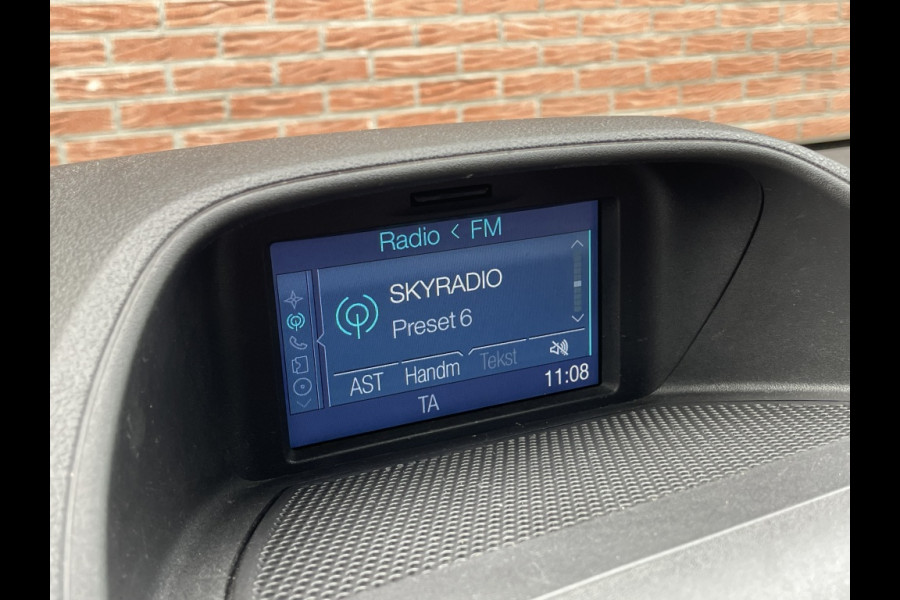 Radio < FM
SKYRADIO
Preset 6
AST Handm Tekst
TA 11:08